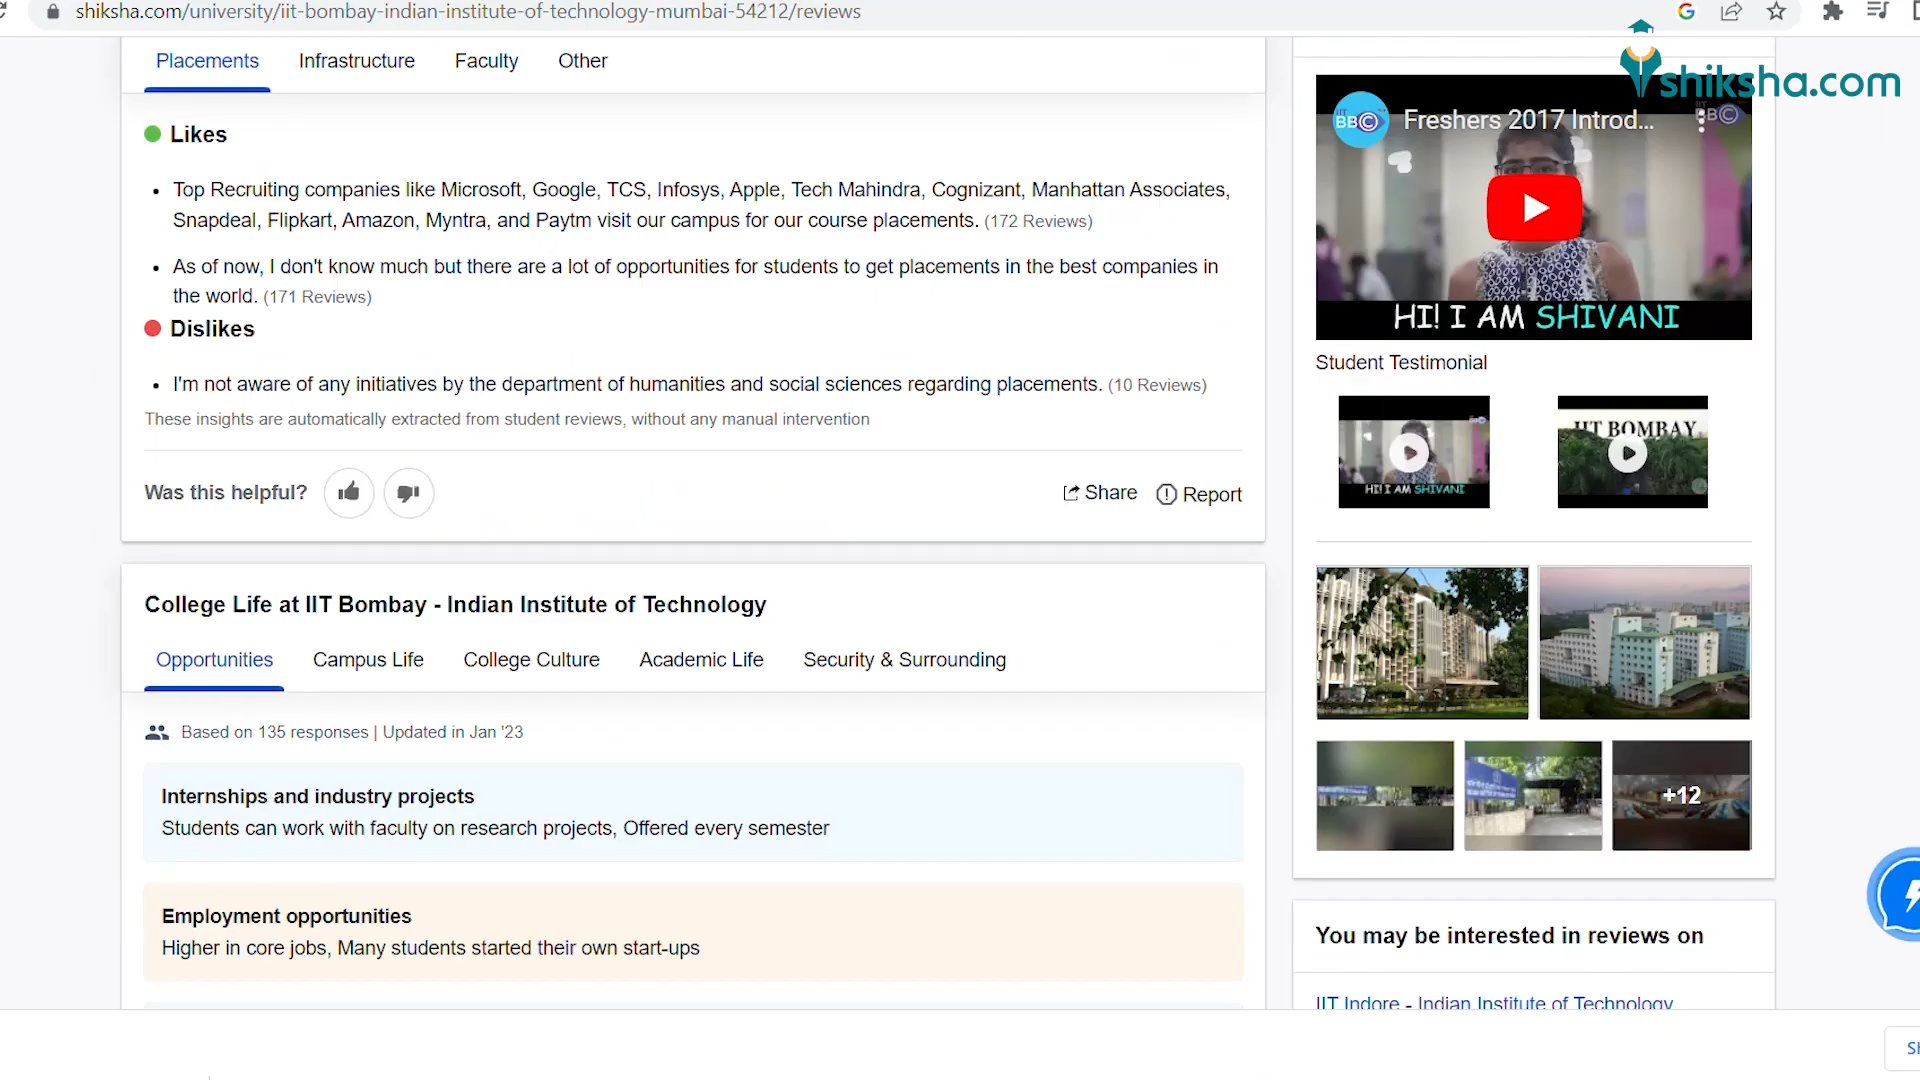 shiksha.com/university/iit-bombay-indian-institute-of-technology-mumbai-54212/reviews
shiksha.com
Placements Infrastructure Faculty Other
Likes
Top Recruiting companies like Microsoft, Google, TCS, Infosys, Apple, Tech Mahindra, Cognizant, Manhattan Associates,
Snapdeal, Flipkart, Amazon, Myntra, and Paytm visit our campus for our course placements. (172 Reviews)
As of now, I don't know much but there are a lot of opportunities for students to get placements in the best companies in
the world. (171 Reviews)
Dislikes
I'm not aware of any initiatives by the department of humanities and social sciences regarding placements. (10 Reviews)
These insights are automatically extracted from student reviews, without any manual intervention
Was this helpful? Share Report
College Life at IIT Bombay - Indian Institute of Technology
Opportunities Campus Life College Culture Academic Life Security & Surrounding
Based on 135 responses | Updated in Jan '23
Internships and industry projects
Students can work with faculty on research projects, Offered every semester
Employment opportunities
Higher in core jobs, Many students started their own start-ups
BBC Freshers 2017 Introd...
HI! I AM SHIVANI
Student Testimonial
HI! I AM SHIVANI
IIT BOMBAY
+12
You may be interested in reviews on
IIT Indore - Indian Institute of Technology